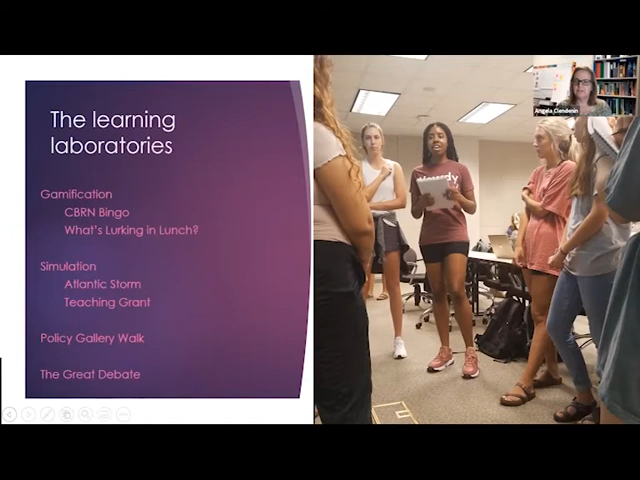 The learning
laboratories
Gamification
CBRN Bingo
What's Lurking in Lunch?
Simulation
Atlantic Storm
Teaching Grant
Policy Gallery Walk
The Great Debate
Angela Clendenin